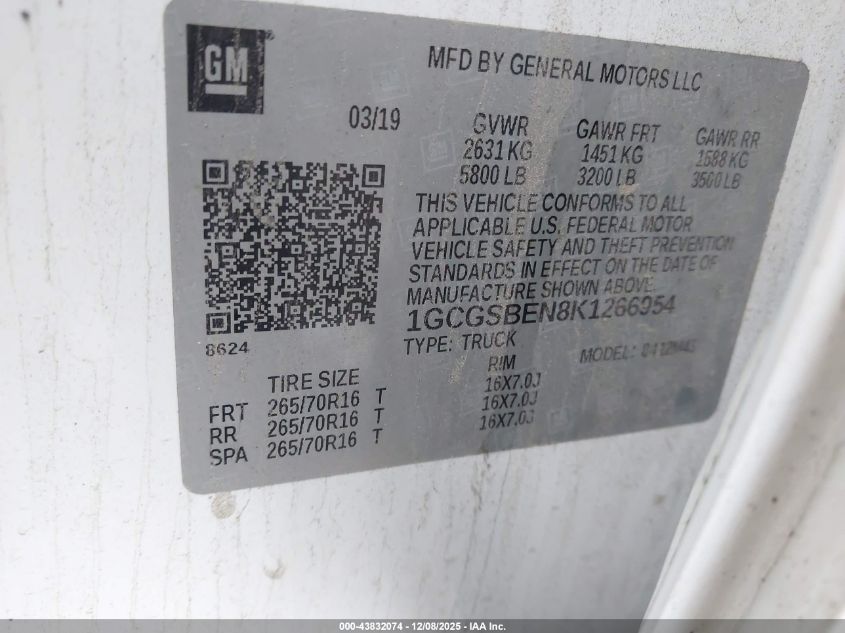 GM
MFD BY GENERAL MOTORS LLC
03/19
GVWR GAWR FRT GAWR RR
2631 KG 1451 KG 1588 KG
5800 LB 3200 LB 3500 LB
THIS VEHICLE CONFORMS TO ALL
APPLICABLE U.S. FEDERAL MOTOR
VEHICLE SAFETY AND THEFT PREVENTION
STANDARDS IN EFFECT ON THE DATE OF
MANUFACTURE SHOWN ABOVE.
1GCGSBEN8K1266954
8624
TYPE: TRUCK MODEL:
TIRE SIZE RIM
FRT 265/70R16 T 16X7.0J
RR 265/70R16 T 16X7.0J
SPA 265/70R16 T 16X7.0J
000-43832074 - 12/08/2025 - IAA Inc.